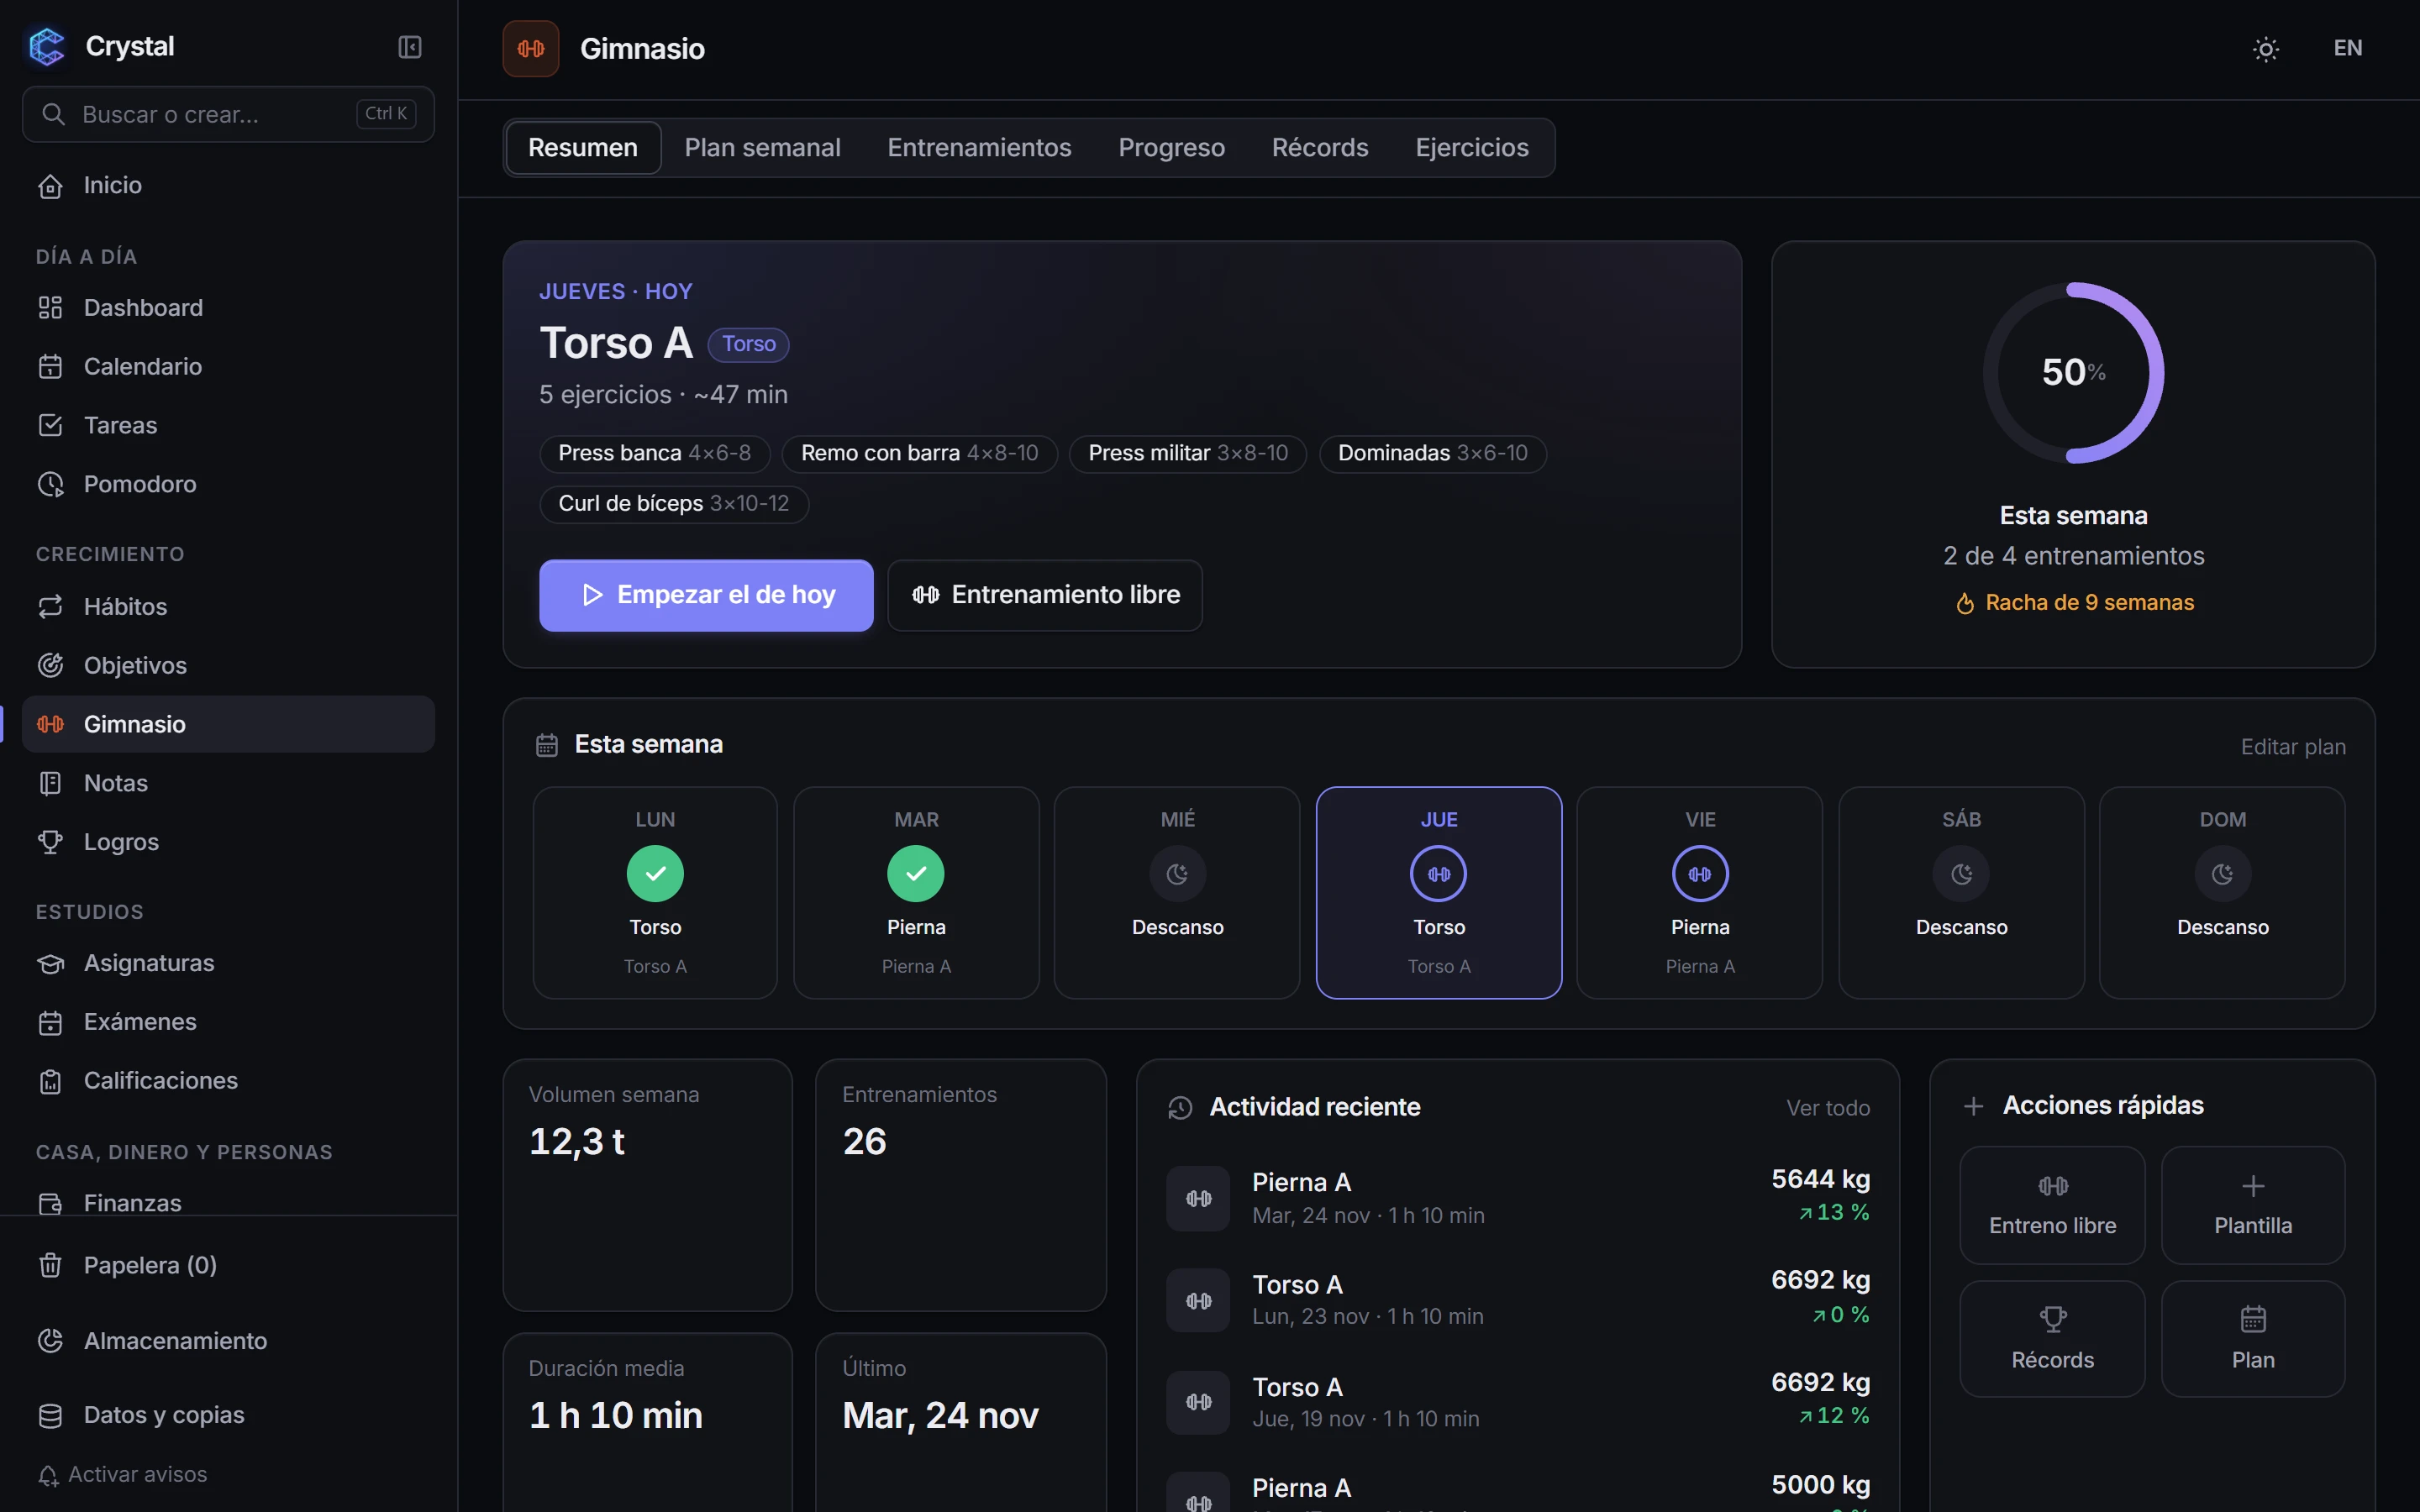 Crystal
Buscar o crear...
Ctrl K
Inicio
DÍA A DÍA
Dashboard
Calendario
Tareas
Pomodoro
CRECIMIENTO
Hábitos
Objetivos
Gimnasio
Notas
Logros
ESTUDIOS
Asignaturas
Exámenes
Calificaciones
CASA, DINERO Y PERSONAS
Finanzas
Papelera (0)
Almacenamiento
Datos y copias
Activar avisos
Gimnasio
EN
Resumen
Plan semanal
Entrenamientos
Progreso
Récords
Ejercicios
JUEVES · HOY
Torso A
Torso
5 ejercicios · ~47 min
Press banca 4×6-8
Remo con barra 4×8-10
Press militar 3×8-10
Dominadas 3×6-10
Curl de bíceps 3×10-12
Empezar el de hoy
Entrenamiento libre
50%
Esta semana
2 de 4 entrenamientos
Racha de 9 semanas
Esta semana
Editar plan
LUN
Torso
Torso A
MAR
Pierna
Pierna A
MIÉ
Descanso
JUE
Torso
Torso A
VIE
Pierna
Pierna A
SÁB
Descanso
DOM
Descanso
Volumen semana
12,3 t
Entrenamientos
26
Duración media
1 h 10 min
Último
Mar, 24 nov
Actividad reciente
Ver todo
Pierna A
Mar, 24 nov · 1 h 10 min
5644 kg
13 %
Torso A
Lun, 23 nov · 1 h 10 min
6692 kg
0 %
Torso A
Jue, 19 nov · 1 h 10 min
6692 kg
12 %
Pierna A
5000 kg
Acciones rápidas
Entreno libre
Plantilla
Récords
Plan